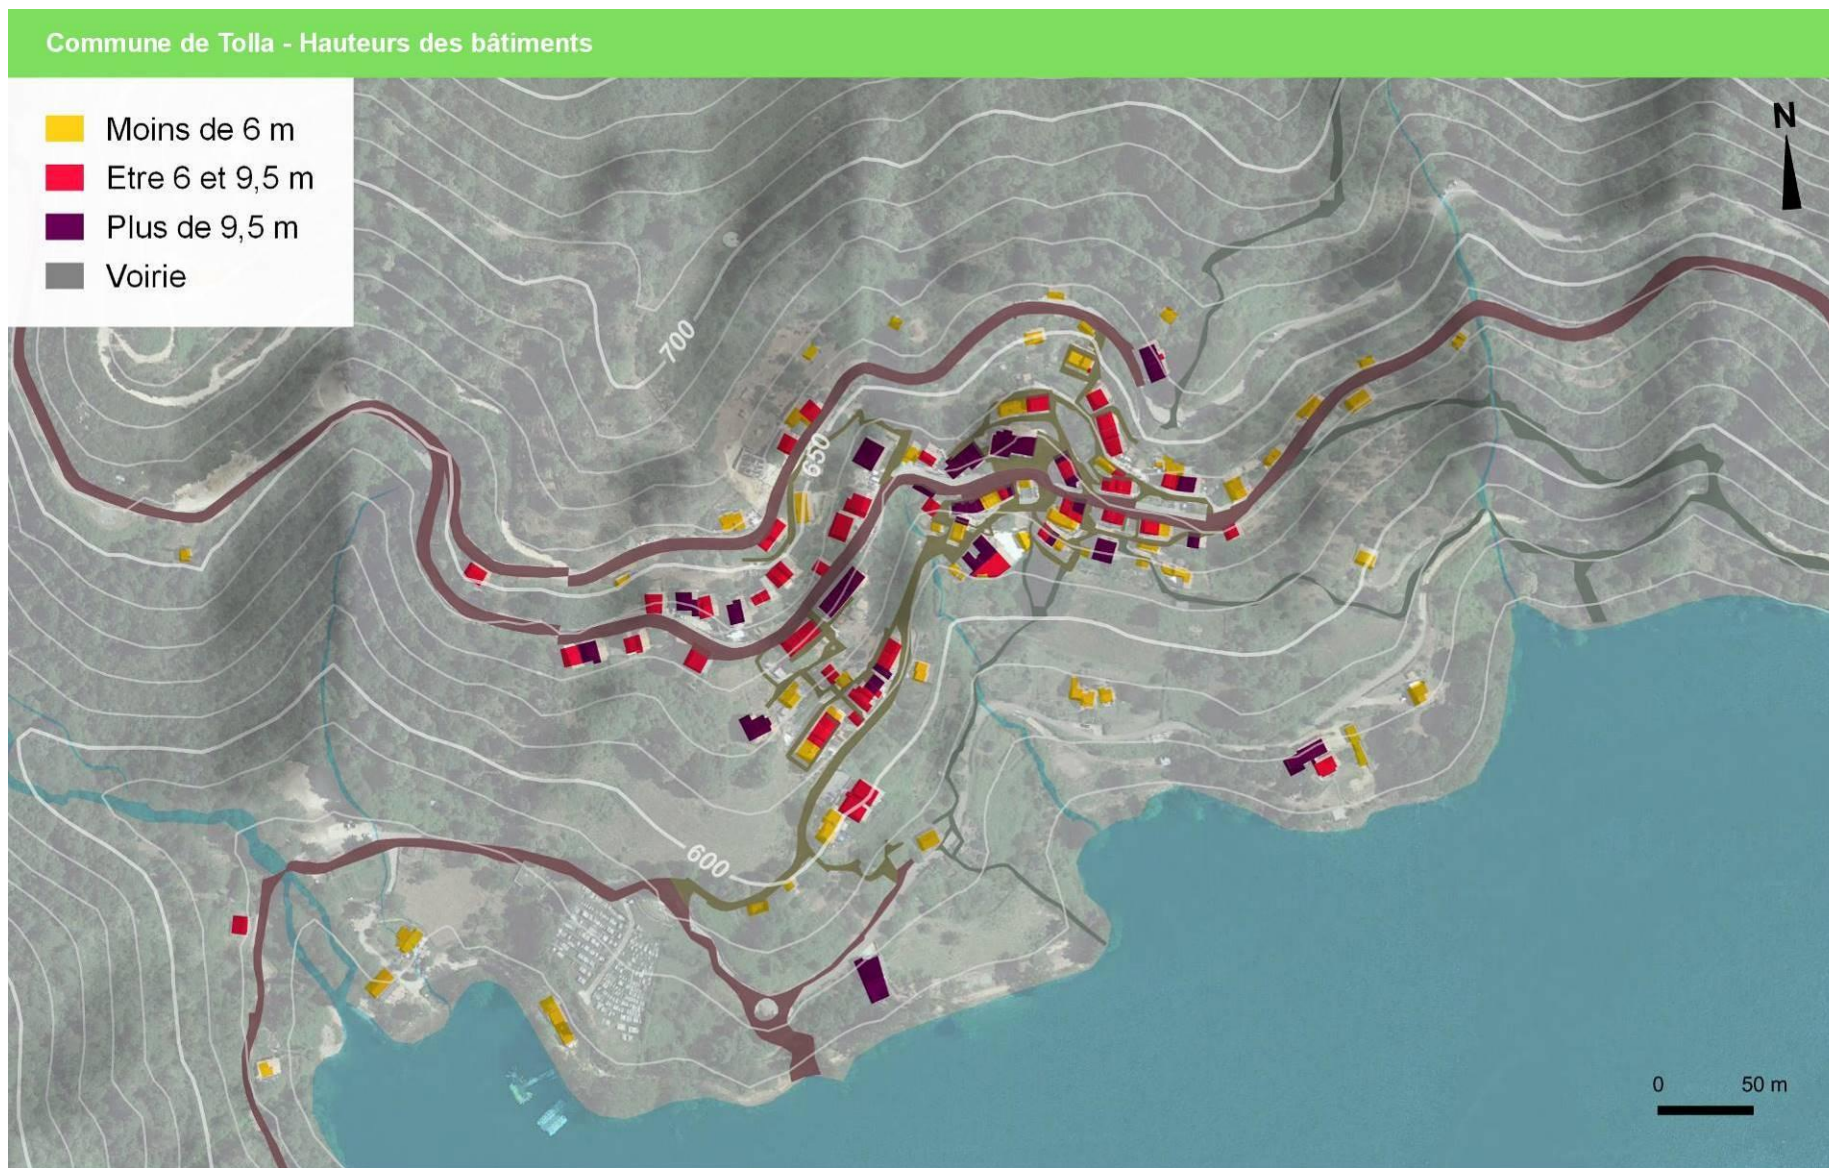 Commune de Tolla - Hauteurs des bâtiments
Moins de 6 m
Etre 6 et 9,5 m
Plus de 9,5 m
Voirie
N
700
650
600
0 50 m